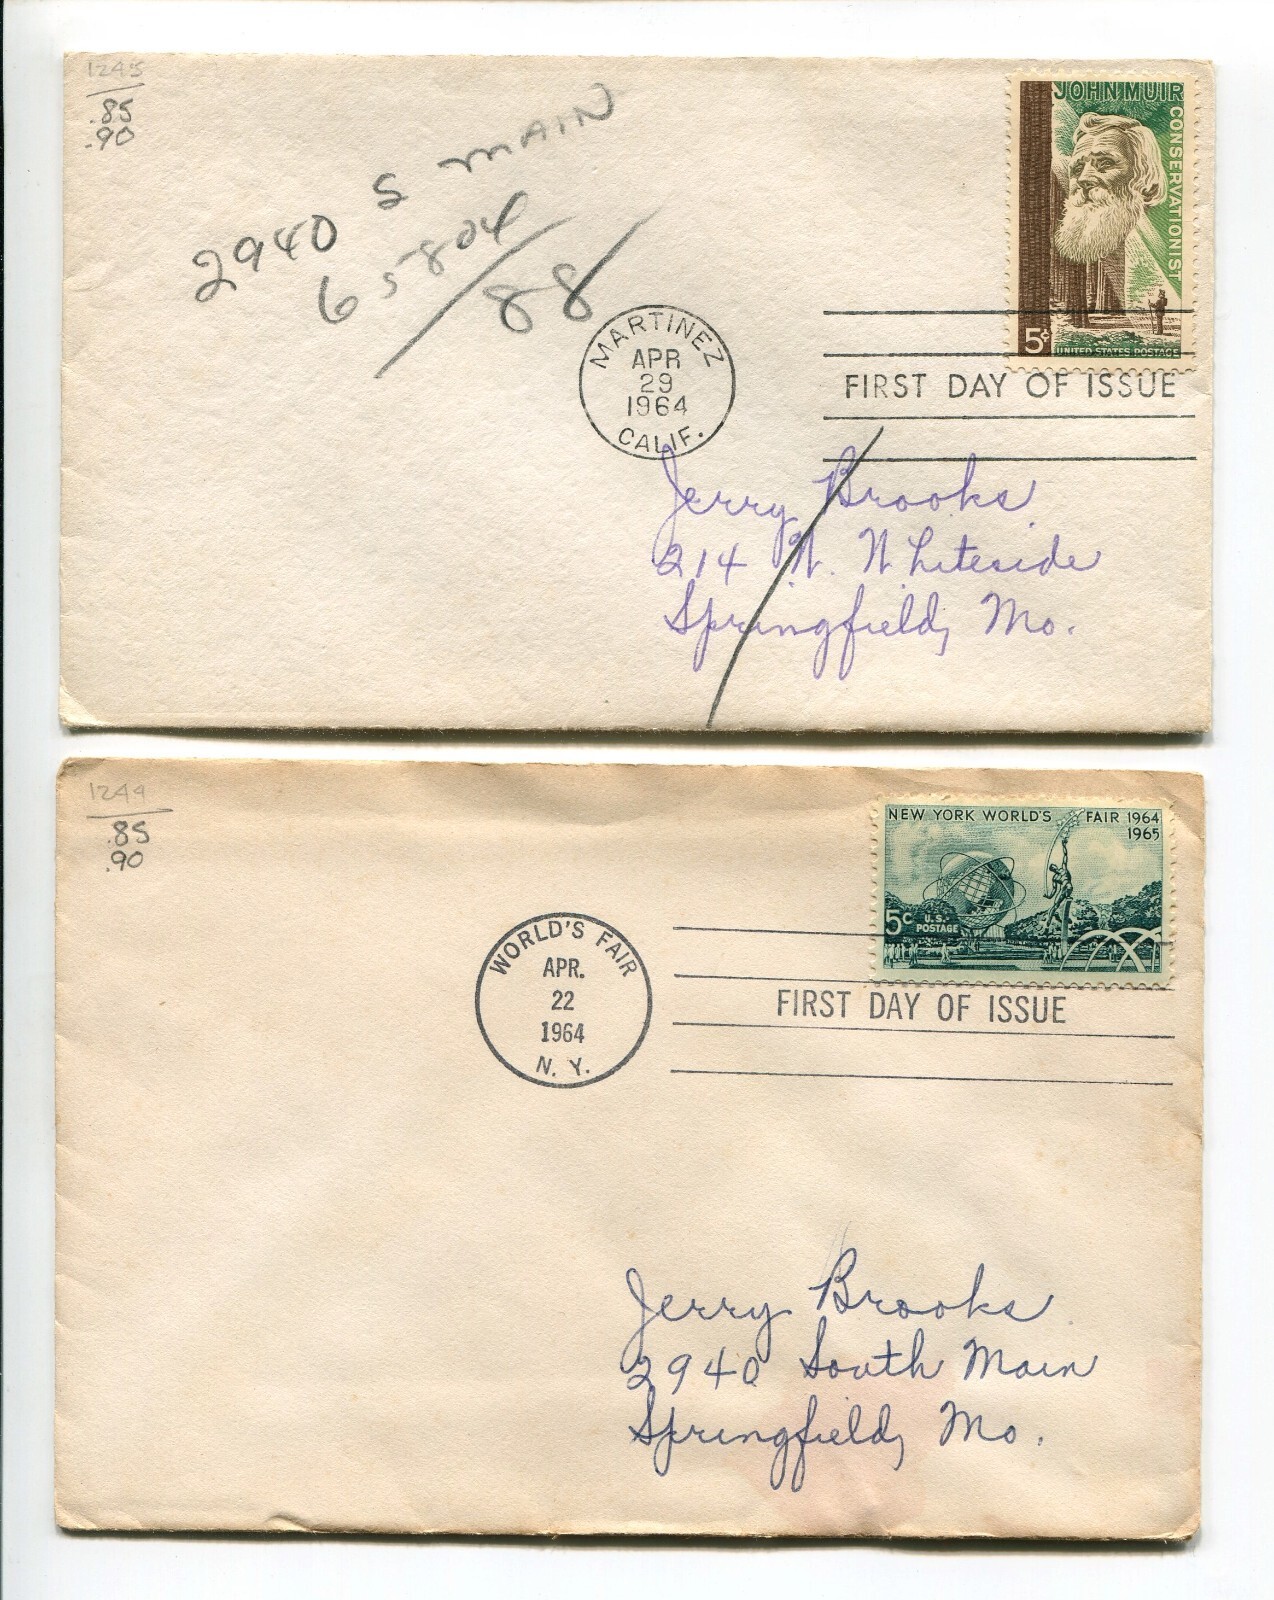 1245
.85
.90
2940 S MAIN
65804
88
JOHN MUIR
CONSERVATIONIST
5¢
UNITED STATES POSTAGE
MARTINEZ
APR
29
1964
CALIF.
FIRST DAY OF ISSUE
Jerry Brooks
214 N. Whiteside
Springfield, Mo.
1244
.85
.90
NEW YORK WORLD'S FAIR 1964
1965
5¢ U.S.
POSTAGE
WORLD'S FAIR
APR.
22
1964
N. Y.
FIRST DAY OF ISSUE
Jerry Brooks
2940 South Main
Springfield, Mo.